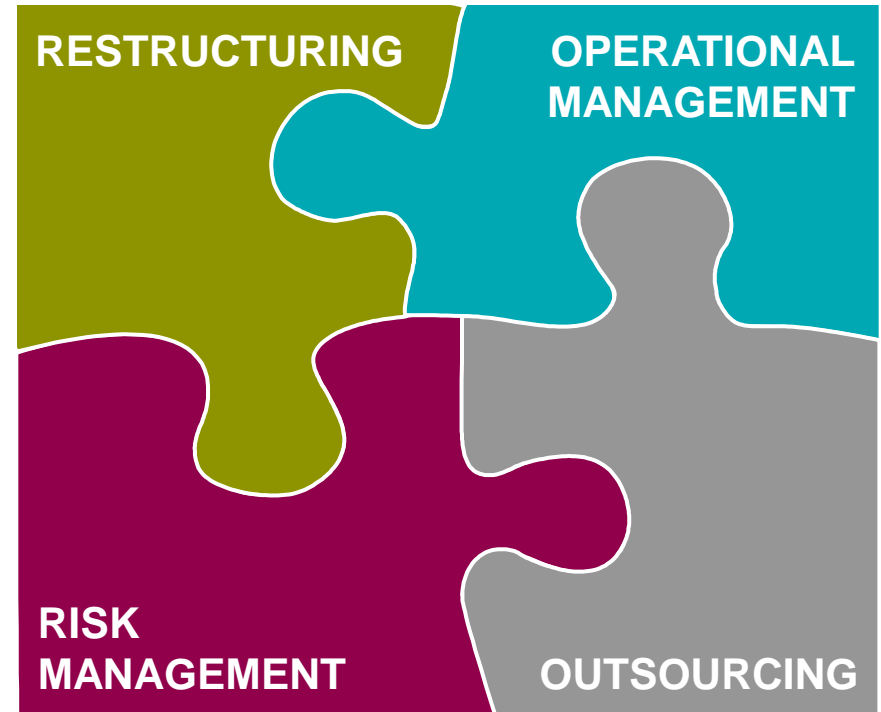 RESTRUCTURING
OPERATIONAL
MANAGEMENT
RISK
MANAGEMENT
OUTSOURCING